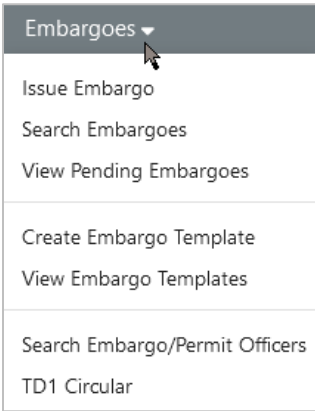 Embargoes
Issue Embargo
Search Embargoes
View Pending Embargoes
Create Embargo Template
View Embargo Templates
Search Embargo/Permit Officers
TD1 Circular